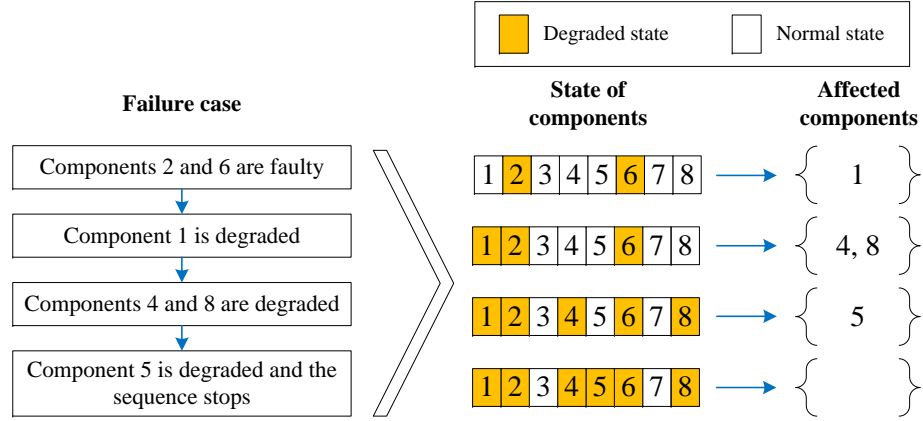 Degraded state
Normal state
Failure case
State of
components
Affected
components
Components 2 and 6 are faulty
1 2 3 4 5 6 7 8
{ 1 }
Component 1 is degraded
1 2 3 4 5 6 7 8
{ 4, 8 }
Components 4 and 8 are degraded
1 2 3 4 5 6 7 8
{ 5 }
Component 5 is degraded and the
sequence stops
1 2 3 4 5 6 7 8
{ }